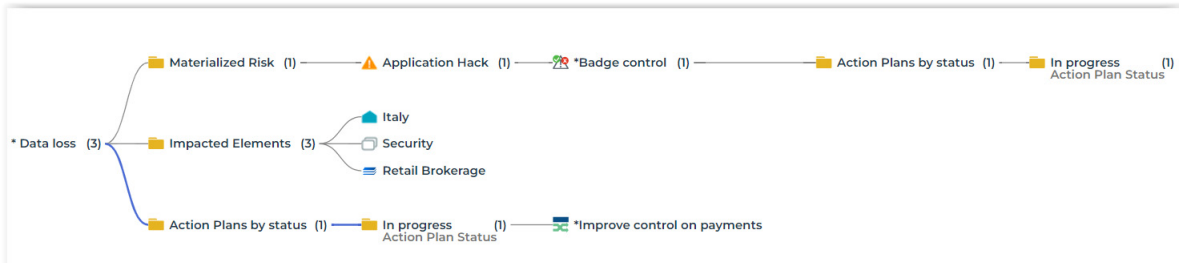 Materialized Risk (1)
Application Hack (1)
*Badge control (1)
Action Plans by status (1)
In progress (1)
Action Plan Status
* Data loss (3)
Impacted Elements (3)
Italy
Security
Retail Brokerage
Action Plans by status (1)
In progress (1)
Action Plan Status
*Improve control on payments